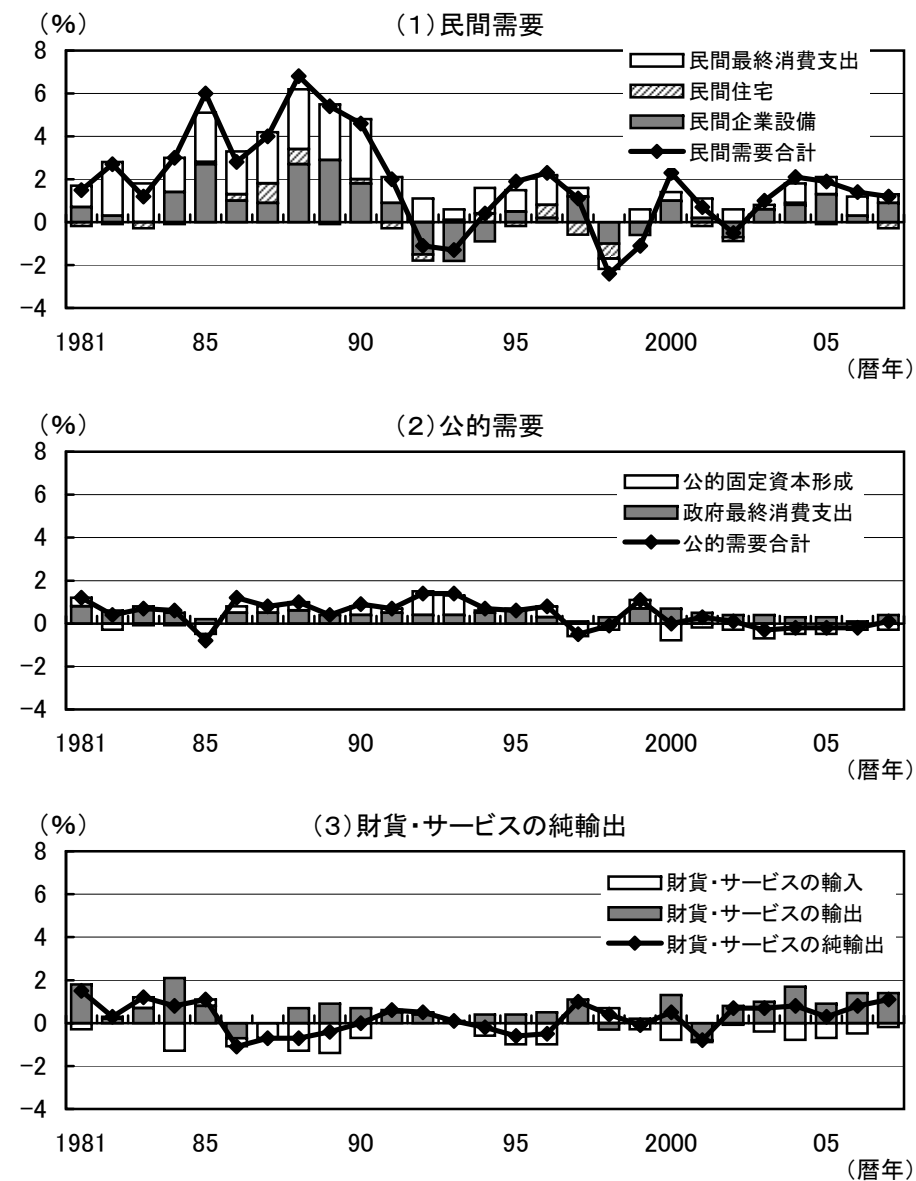 (%)
(1)民間需要
8
6
4
2
0
−2
−4
民間最終消費支出
民間住宅
民間企業設備
民間需要合計
1981 85 90 95 2000 05
(暦年)
(%)
(2)公的需要
8
6
4
2
0
−2
−4
公的固定資本形成
政府最終消費支出
公的需要合計
1981 85 90 95 2000 05
(暦年)
(%)
(3)財貨・サービスの純輸出
8
6
4
2
0
−2
−4
財貨・サービスの輸入
財貨・サービスの輸出
財貨・サービスの純輸出
1981 85 90 95 2000 05
(暦年)